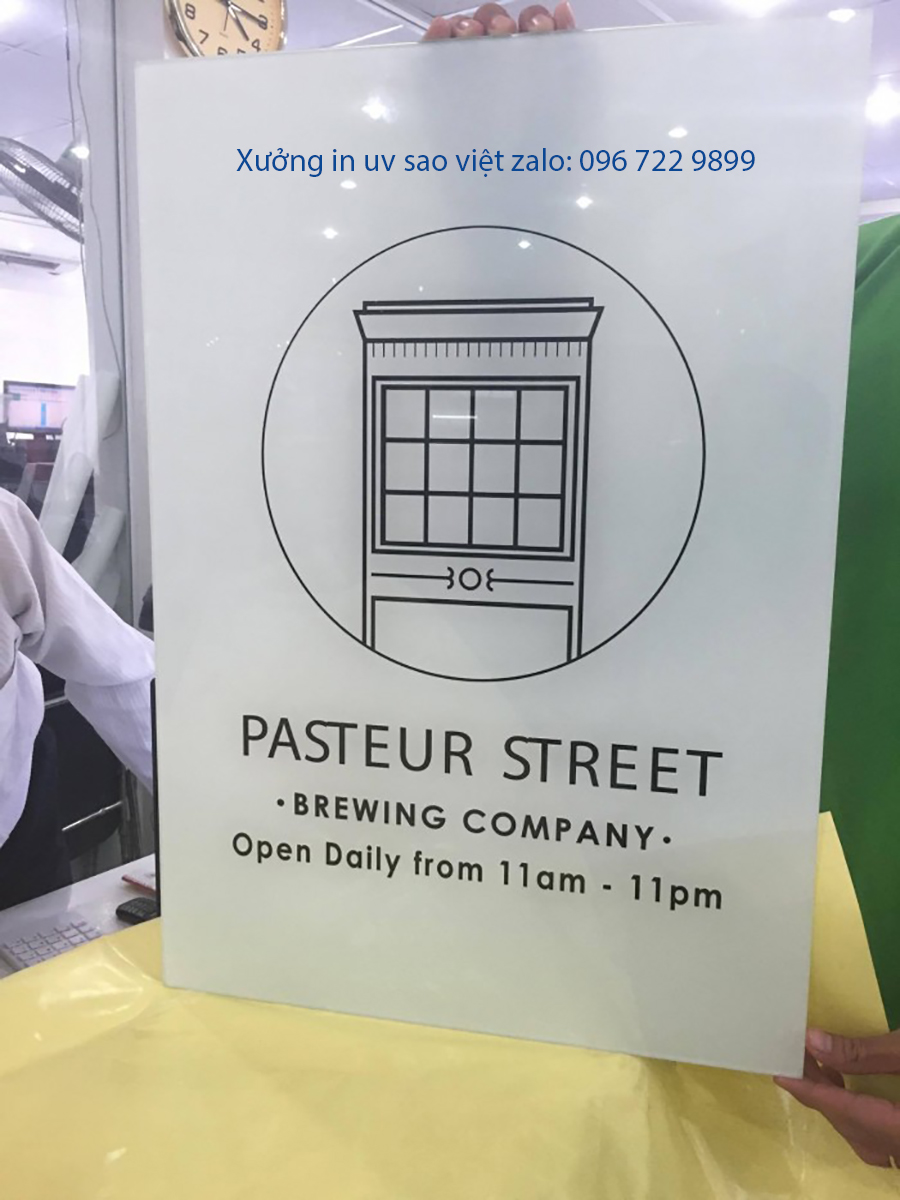 Xưởng in uv sao việt zalo: 096 722 9899
PASTEUR STREET
•BREWING COMPANY•
Open Daily from 11am - 11pm